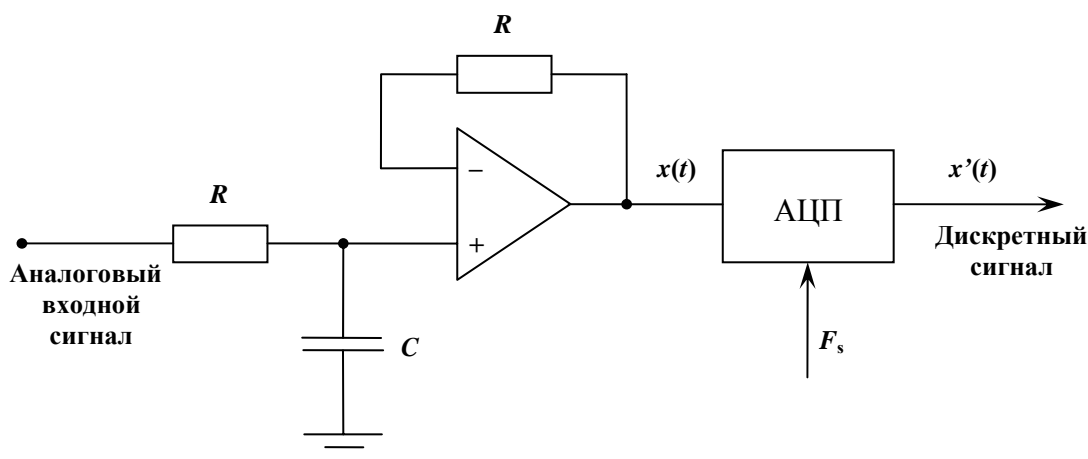 R
x(t)
x’(t)
–
АЦП
R
+
Аналоговый
входной
сигнал
Дискретный
сигнал
C
Fs